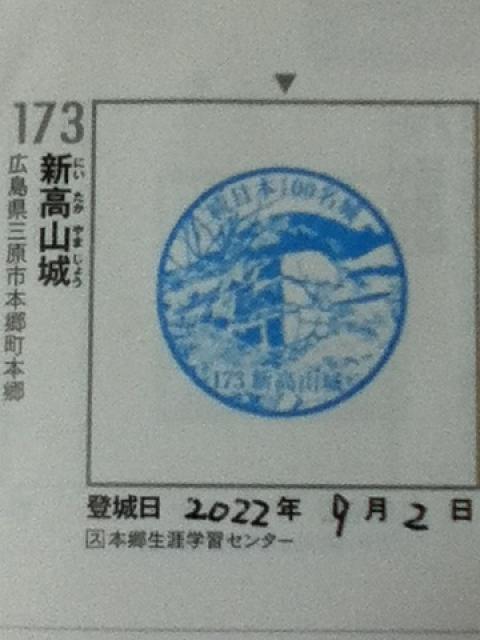 173
新高山城
にいたかやまじょう
広島県三原市本郷町本郷
続日本100名城
173 新高山城
登城日 2022年 9月2日
ス 本郷生涯学習センター